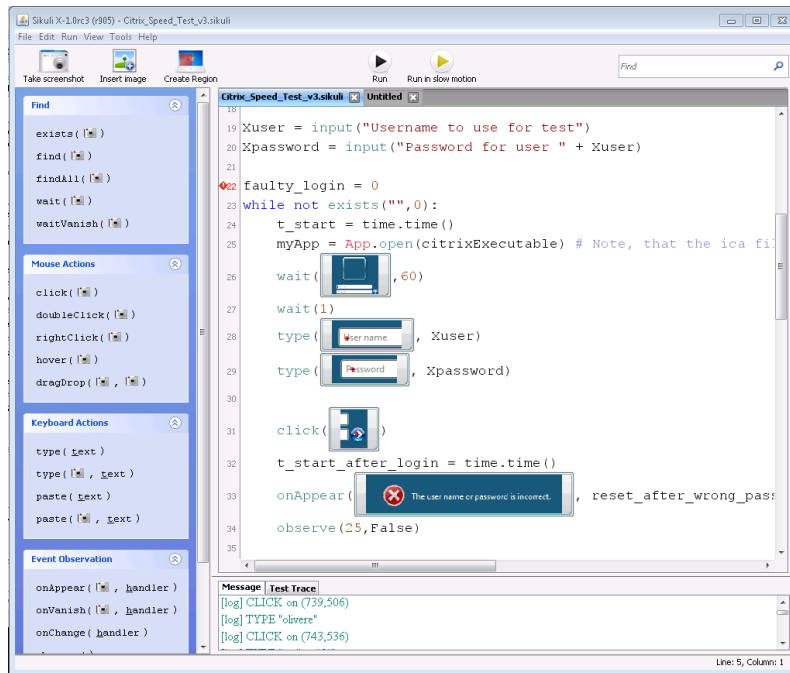 Sikuli X-1.0rc3 (r905) - Citrix_Speed_Test_v3.sikuli
File Edit Run View Tools Help
Take screenshot Insert image Create Region Run Run in slow motion Find
Find
exists( )
find( )
findAll( )
wait( )
waitVanish( )
Mouse Actions
click( )
doubleClick( )
rightClick( )
hover( )
dragDrop( , )
Keyboard Actions
type( text )
type( , text )
paste( text )
paste( , text )
Event Observation
onAppear( , handler )
onVanish( , handler )
onChange( handler )
Citrix_Speed_Test_v3.sikuli Untitled
18
19 Xuser = input("Username to use for test")
20 Xpassword = input("Password for user " + Xuser)
21
22 faulty_login = 0
23 while not exists("",0):
24 t_start = time.time()
25 myApp = App.open(citrixExecutable) # Note, that the ica fil
26 wait( ,60)
27 wait(1)
28 type( User name , Xuser)
29 type( Password , Xpassword)
30
31 click( )
32 t_start_after_login = time.time()
33 onAppear( The user name or password is incorrect. , reset_after_wrong_pass
34 observe(25,False)
35
Message Test Trace
[log] CLICK on (739,506)
[log] TYPE "olivere"
[log] CLICK on (743,536)
Line: 5, Column: 1